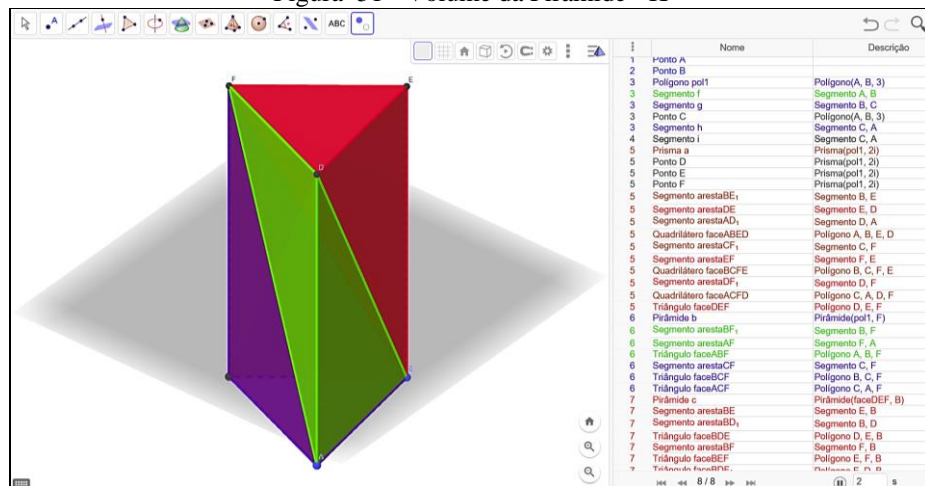 Figura 51 - Volume da Pirâmide - II
ABC
Nome Descrição
1 Ponto A
2 Ponto B
3 Polígono pol1 Polígono(A, B, 3)
3 Segmento f Segmento A, B
3 Segmento g Segmento B, C
3 Ponto C Polígono(A, B, 3)
3 Segmento h Segmento C, A
4 Segmento i Segmento C, A
5 Prisma a Prisma(pol1, 2i)
5 Ponto D Prisma(pol1, 2i)
5 Ponto E Prisma(pol1, 2i)
5 Ponto F Prisma(pol1, 2i)
5 Segmento arestaBE₁ Segmento B, E
5 Segmento arestaDE Segmento E, D
5 Segmento arestaAD₁ Segmento D, A
5 Quadrilátero faceABED Polígono A, B, E, D
5 Segmento arestaCF₁ Segmento C, F
5 Segmento arestaEF Segmento F, E
5 Quadrilátero faceBCFE Polígono B, C, F, E
5 Segmento arestaDF₁ Segmento D, F
5 Quadrilátero faceACFD Polígono C, A, D, F
5 Triângulo faceDEF Polígono D, E, F
6 Pirâmide b Pirâmide(pol1, F)
6 Segmento arestaBF₁ Segmento B, F
6 Segmento arestaAF Segmento F, A
6 Triângulo faceABF Polígono A, B, F
6 Segmento arestaCF Segmento C, F
6 Triângulo faceBCF Polígono B, C, F
6 Triângulo faceACF Polígono C, A, F
7 Pirâmide c Pirâmide(faceDEF, B)
7 Segmento arestaBE Segmento E, B
7 Segmento arestaBD₁ Segmento B, D
7 Triângulo faceBDE Polígono D, E, B
7 Segmento arestaBF Segmento F, B
7 Triângulo faceBEF Polígono E, F, B
7 Triângulo faceBDF₁ Polígono F, D, B
8 / 8 2 s
F
E
D
A